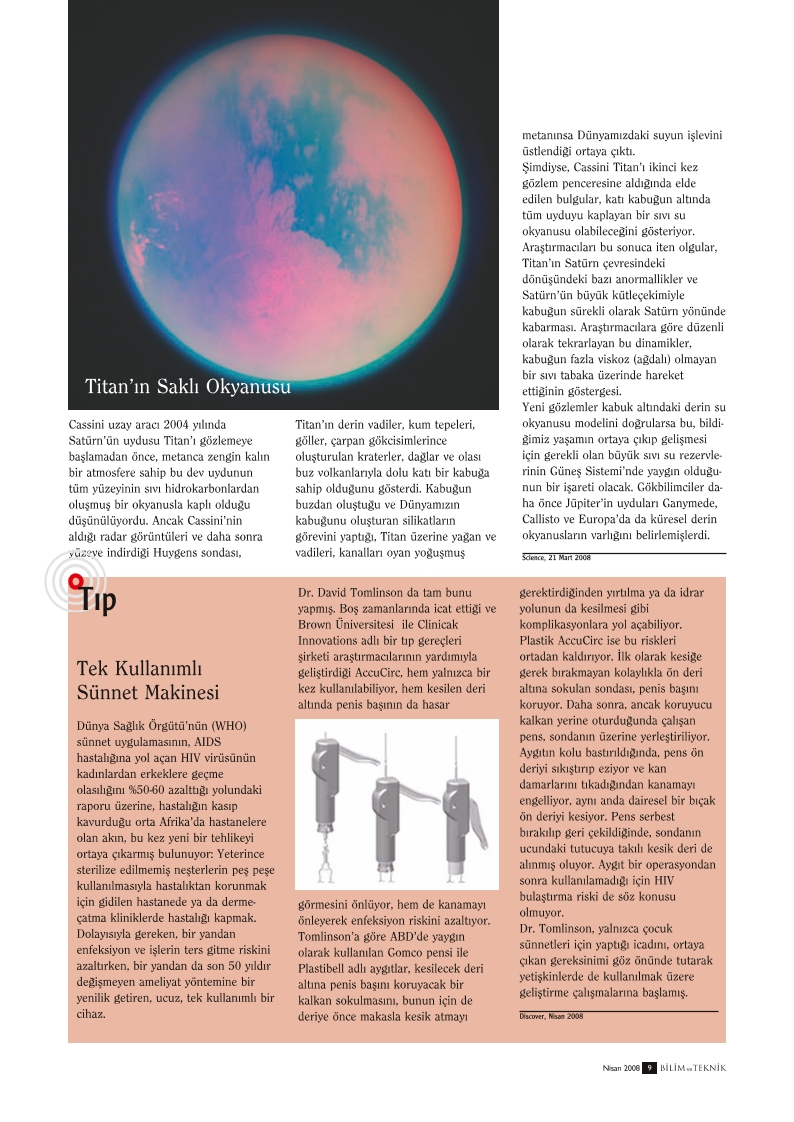 Titan'ın Saklı Okyanusu
Cassini uzay aracı 2004 yılında
Satürn'ün uydusu Titan'ı gözlemeye
başlamadan önce, metanca zengin kalın
bir atmosfere sahip bu dev uydunun
tüm yüzeyinin sıvı hidrokarbonlardan
oluşmuş bir okyanusla kaplı olduğu
düşünülüyordu. Ancak Cassini'nin
aldığı radar görüntüleri ve daha sonra
yüzeye indirdiği Huygens sondası,
Titan'ın derin vadiler, kum tepeleri,
göller, çarpan gökcisimlerince
oluşturulan kraterler, dağlar ve olası
buz volkanlarıyla dolu katı bir kabuğa
sahip olduğunu gösterdi. Kabuğun
buzdan oluştuğu ve Dünyamızın
kabuğunu oluşturan silikatların
görevini yaptığı, Titan üzerine yağan ve
vadileri, kanalları oyan yoğuşmuş
metanınsa Dünyamızdaki suyun işlevini
üstlendiği ortaya çıktı.
Şimdiyse, Cassini Titan'ı ikinci kez
gözlem penceresine aldığında elde
edilen bulgular, katı kabuğun altında
tüm uyduyu kaplayan bir sıvı su
okyanusu olabileceğini gösteriyor.
Araştırmacıları bu sonuca iten olgular,
Titan'ın Satürn çevresindeki
dönüşündeki bazı anormallikler ve
Satürn'ün büyük kütleçekimiyle
kabuğun sürekli olarak Satürn yönünde
kabarması. Araştırmacılara göre düzenli
olarak tekrarlayan bu dinamikler,
kabuğun fazla viskoz (ağdalı) olmayan
bir sıvı tabaka üzerinde hareket
ettiğinin göstergesi.
Yeni gözlemler kabuk altındaki derin su
okyanusu modelini doğrularsa bu, bildi-
ğimiz yaşamın ortaya çıkıp gelişmesi
için gerekli olan büyük sıvı su rezervle-
rinin Güneş Sistemi'nde yaygın olduğu-
nun bir işareti olacak. Gökbilimciler da-
ha önce Jüpiter'in uyduları Ganymede,
Callisto ve Europa'da da küresel derin
okyanusların varlığını belirlemişlerdi.
Science, 21 Mart 2008
Tıp
Tek Kullanımlı
Sünnet Makinesi
Dünya Sağlık Örgütü'nün (WHO)
sünnet uygulamasının, AIDS
hastalığına yol açan HIV virüsünün
kadınlardan erkeklere geçme
olasılığını %50-60 azalttığı yolundaki
raporu üzerine, hastalığın kasıp
kavurduğu orta Afrika'da hastanelere
olan akın, bu kez yeni bir tehlikeyi
ortaya çıkarmış bulunuyor: Yeterince
sterilize edilmemiş neşterlerin peş peşe
kullanılmasıyla hastalıktan korunmak
için gidilen hastanede ya da derme-
çatma kliniklerde hastalığı kapmak.
Dolayısıyla gereken, bir yandan
enfeksiyon ve işlerin ters gitme riskini
azaltırken, bir yandan da son 50 yıldır
değişmeyen ameliyat yöntemine bir
yenilik getiren, ucuz, tek kullanımlı bir
cihaz.
Dr. David Tomlinson da tam bunu
yapmış. Boş zamanlarında icat ettiği ve
Brown Üniversitesi ile Clinicak
Innovations adlı bir tıp gereçleri
şirketi araştırmacılarının yardımıyla
geliştirdiği AccuCirc, hem yalnızca bir
kez kullanılabiliyor, hem kesilen deri
altında penis başının da hasar
görmesini önlüyor, hem de kanamayı
önleyerek enfeksiyon riskini azaltıyor.
Tomlinson'a göre ABD'de yaygın
olarak kullanılan Gomco pensi ile
Plastibell adlı aygıtlar, kesilecek deri
altına penis başını koruyacak bir
kalkan sokulmasını, bunun için de
deriye önce makasla kesik atmayı
gerektirdiğinden yırtılma ya da idrar
yolunun da kesilmesi gibi
komplikasyonlara yol açabiliyor.
Plastik AccuCirc ise bu riskleri
ortadan kaldırıyor. İlk olarak kesiğe
gerek bırakmayan kolaylıkla ön deri
altına sokulan sondası, penis başını
koruyor. Daha sonra, ancak koruyucu
kalkan yerine oturduğunda çalışan
pens, sondanın üzerine yerleştiriliyor.
Aygıtın kolu bastırıldığında, pens ön
deriyi sıkıştırıp eziyor ve kan
damarlarını tıkadığından kanamayı
engelliyor, aynı anda dairesel bir bıçak
ön deriyi kesiyor. Pens serbest
bırakılıp geri çekildiğinde, sondanın
ucundaki tutucuya takılı kesik deri de
alınmış oluyor. Aygıt bir operasyondan
sonra kullanılamadığı için HIV
bulaştırma riski de söz konusu
olmuyor.
Dr. Tomlinson, yalnızca çocuk
sünnetleri için yaptığı icadını, ortaya
çıkan gereksinimi göz önünde tutarak
yetişkinlerde de kullanılmak üzere
geliştirme çalışmalarına başlamış.
Discover, Nisan 2008
Nisan 2008 9 BİLİM ve TEKNİK